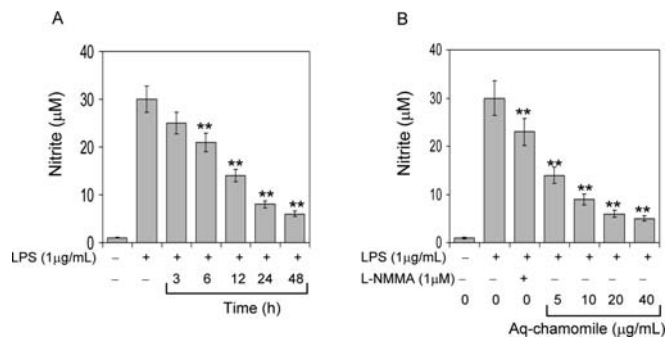 A
Nitrite (µM)
40
30
20
10
0
**
**
**
**
LPS (1µg/mL) – + + + + + +
– – 3 6 12 24 48
Time (h)
B
Nitrite (µM)
40
30
20
10
0
**
**
**
**
**
LPS (1µg/mL) – + + + + + +
L-NMMA (1µM) – – + – – – –
0 0 0 5 10 20 40
Aq-chamomile (µg/mL)